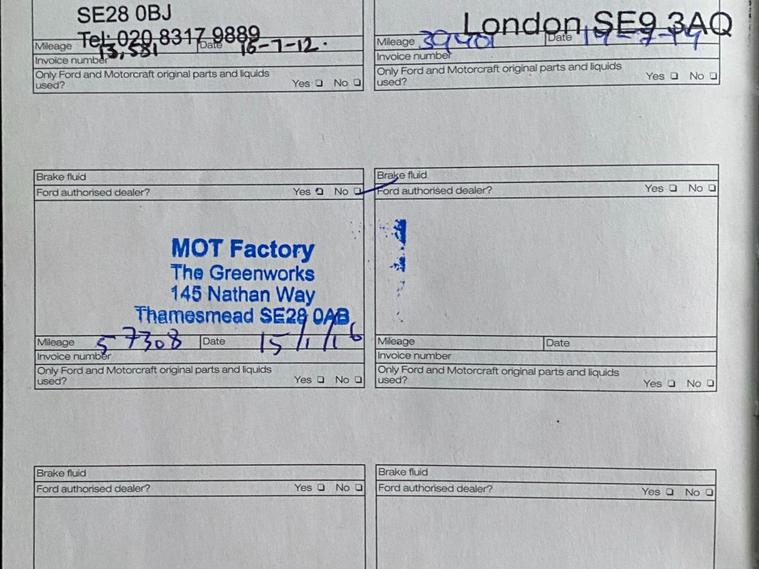 SE28 0BJ
Tel: 020 8317 9889
Mileage 13,581 Date 16-7-12.
Invoice number
Only Ford and Motorcraft original parts and liquids
used? Yes No
London SE9 3AQ
Mileage 39401 Date
Invoice number
Only Ford and Motorcraft original parts and liquids
used? Yes No
Brake fluid
Ford authorised dealer? Yes No
MOT Factory
The Greenworks
145 Nathan Way
Thamesmead SE28 0AB
Mileage 57308 Date 15/1/16
Invoice number
Only Ford and Motorcraft original parts and liquids
used? Yes No
Brake fluid
Ford authorised dealer? Yes No
Mileage Date
Invoice number
Only Ford and Motorcraft original parts and liquids
used? Yes No
Brake fluid
Ford authorised dealer? Yes No
Brake fluid
Ford authorised dealer? Yes No